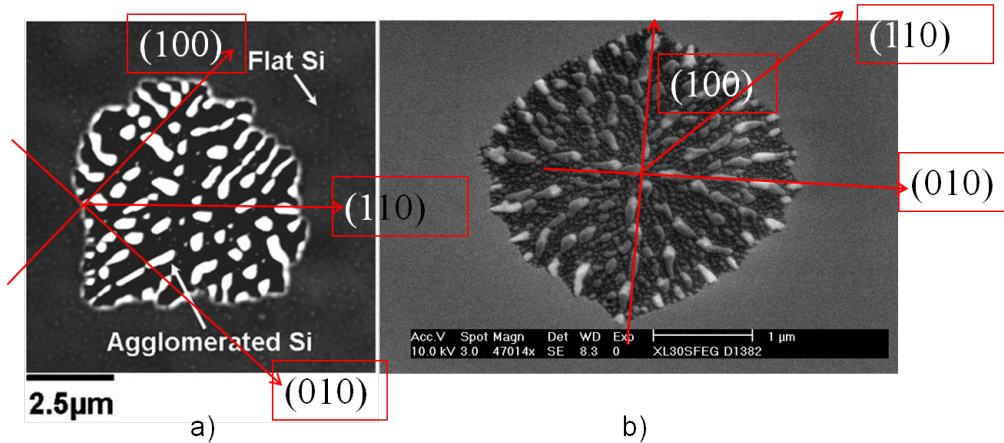 (100)
Flat Si
(110)
Agglomerated Si
(010)
2.5µm
a)
(110)
(100)
(010)
Acc.V Spot Magn Det WD Exp
10.0 kV 3.0 47014x SE 8.3 0 XL30SFEG D1382
1 µm
b)